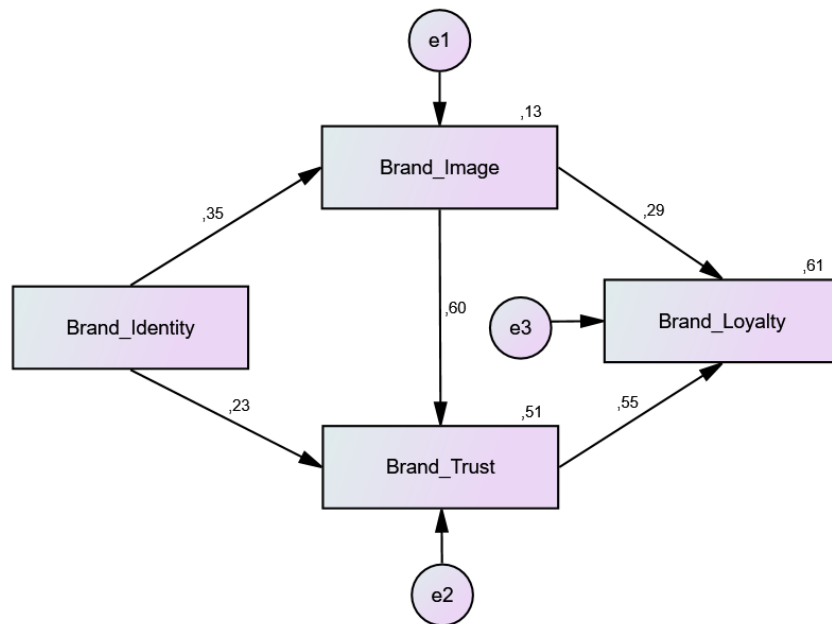 e1
,13
Brand_Image
,35
,29
,61
Brand_Identity
,60
e3
Brand_Loyalty
,23
,51
,55
Brand_Trust
e2